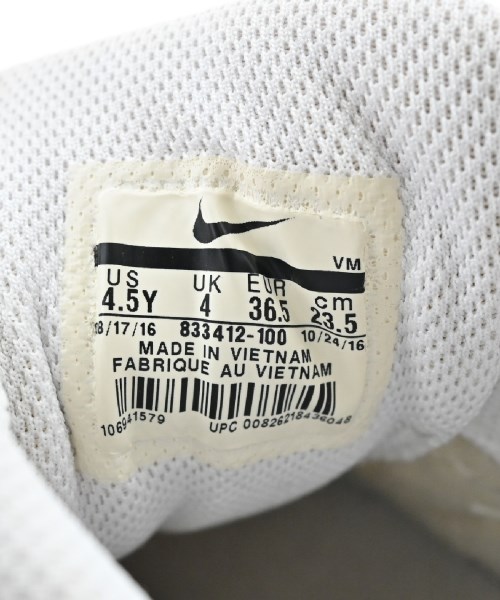 VM
US UK EUR cm
4.5Y 4 36.5 23.5
08/17/16 833412-100 10/24/16
MADE IN VIETNAM
FABRIQUE AU VIETNAM
106941579 UPC 00826218436048